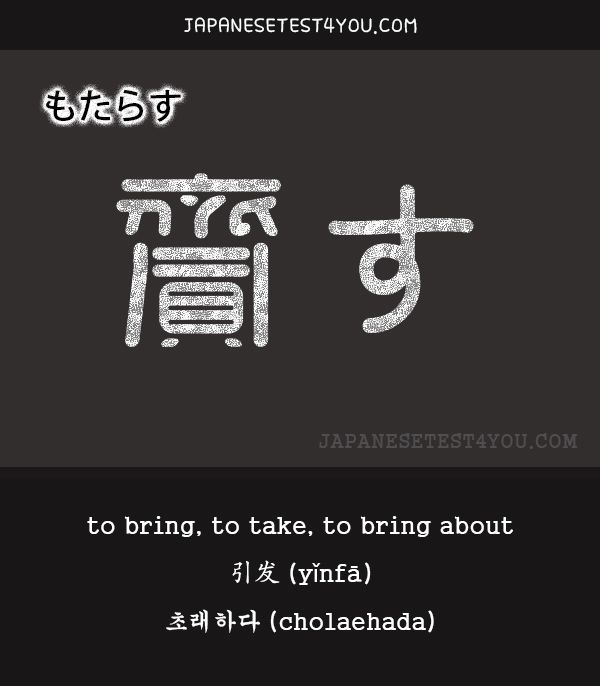 JAPANESETEST4YOU.COM
もたらす
齎す
JAPANESETEST4YOU.COM
to bring, to take, to bring about
引发 (yǐnfā)
초래하다 (cholaehada)